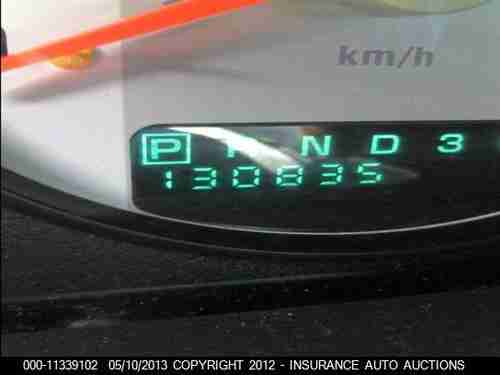 km/h
P R N D 3
130835
000-11339102 05/10/2013 COPYRIGHT 2012 - INSURANCE AUTO AUCTIONS